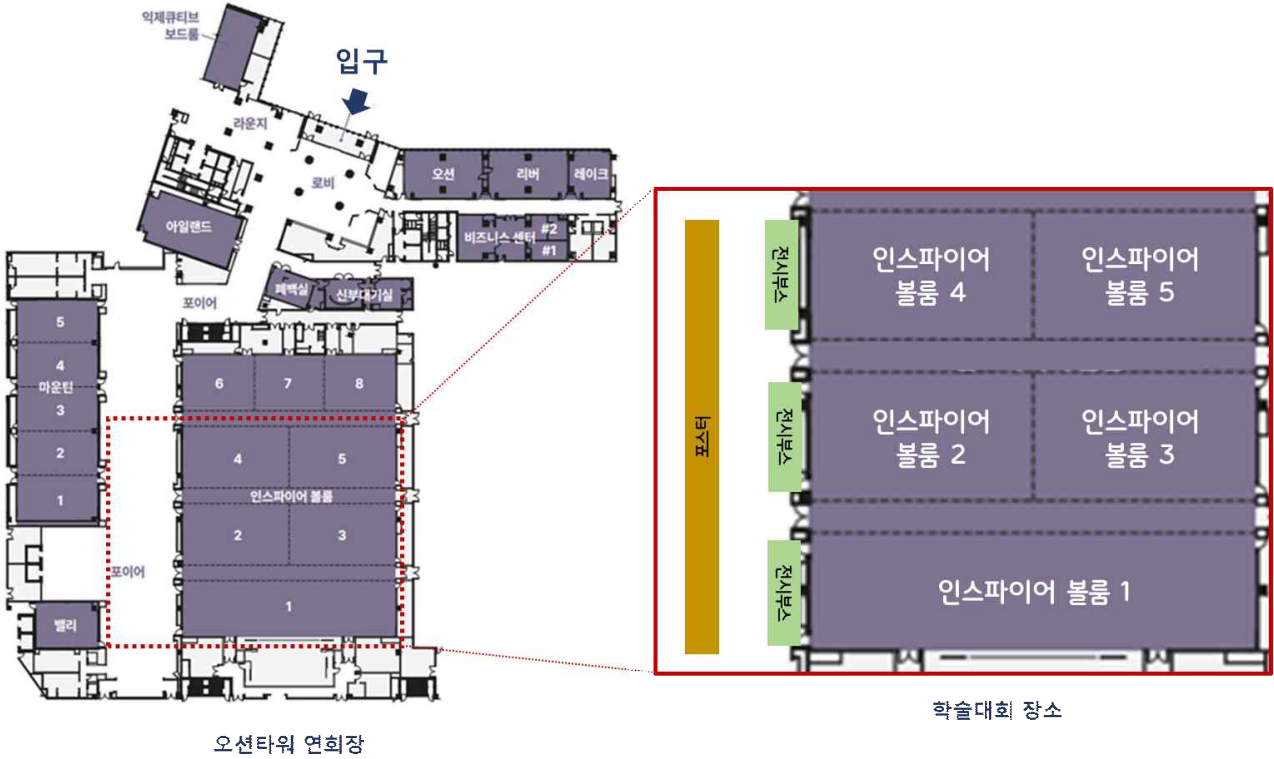 익제큐티브
보드룸
입구
라운지
로비
오션
리버
레이크
아일랜드
비즈니스 센터
#2
#1
폐백실
신부대기실
포이어
5
4
마운틴
3
2
1
6
7
8
4
5
인스파이어 볼룸
2
3
1
포이어
밸리
오션타워 연회장
포스터
전시부스
인스파이어
볼룸 4
인스파이어
볼룸 5
전시부스
인스파이어
볼룸 2
인스파이어
볼룸 3
전시부스
인스파이어 볼룸 1
학술대회 장소